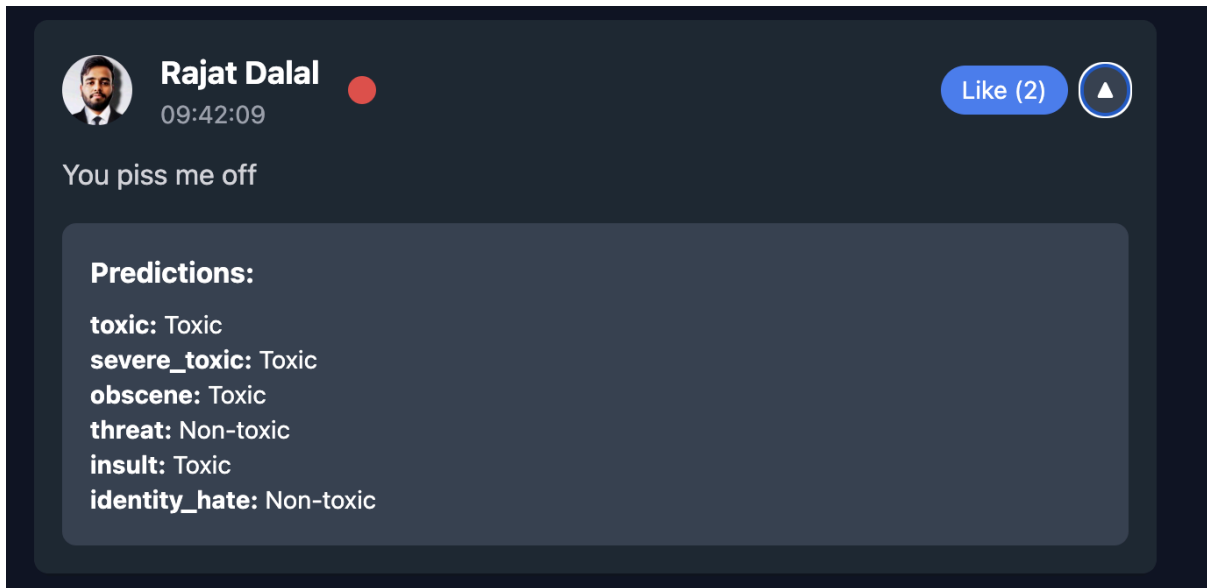 Rajat Dalal
09:42:09
Like (2)
You piss me off
Predictions:
toxic: Toxic
severe_toxic: Toxic
obscene: Toxic
threat: Non-toxic
insult: Toxic
identity_hate: Non-toxic